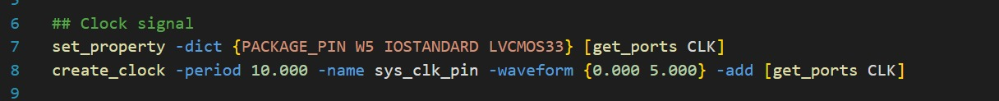 6 ## Clock signal
7 set_property -dict {PACKAGE_PIN W5 IOSTANDARD LVCMOS33} [get_ports CLK]
8 create_clock -period 10.000 -name sys_clk_pin -waveform {0.000 5.000} -add [get_ports CLK]
9